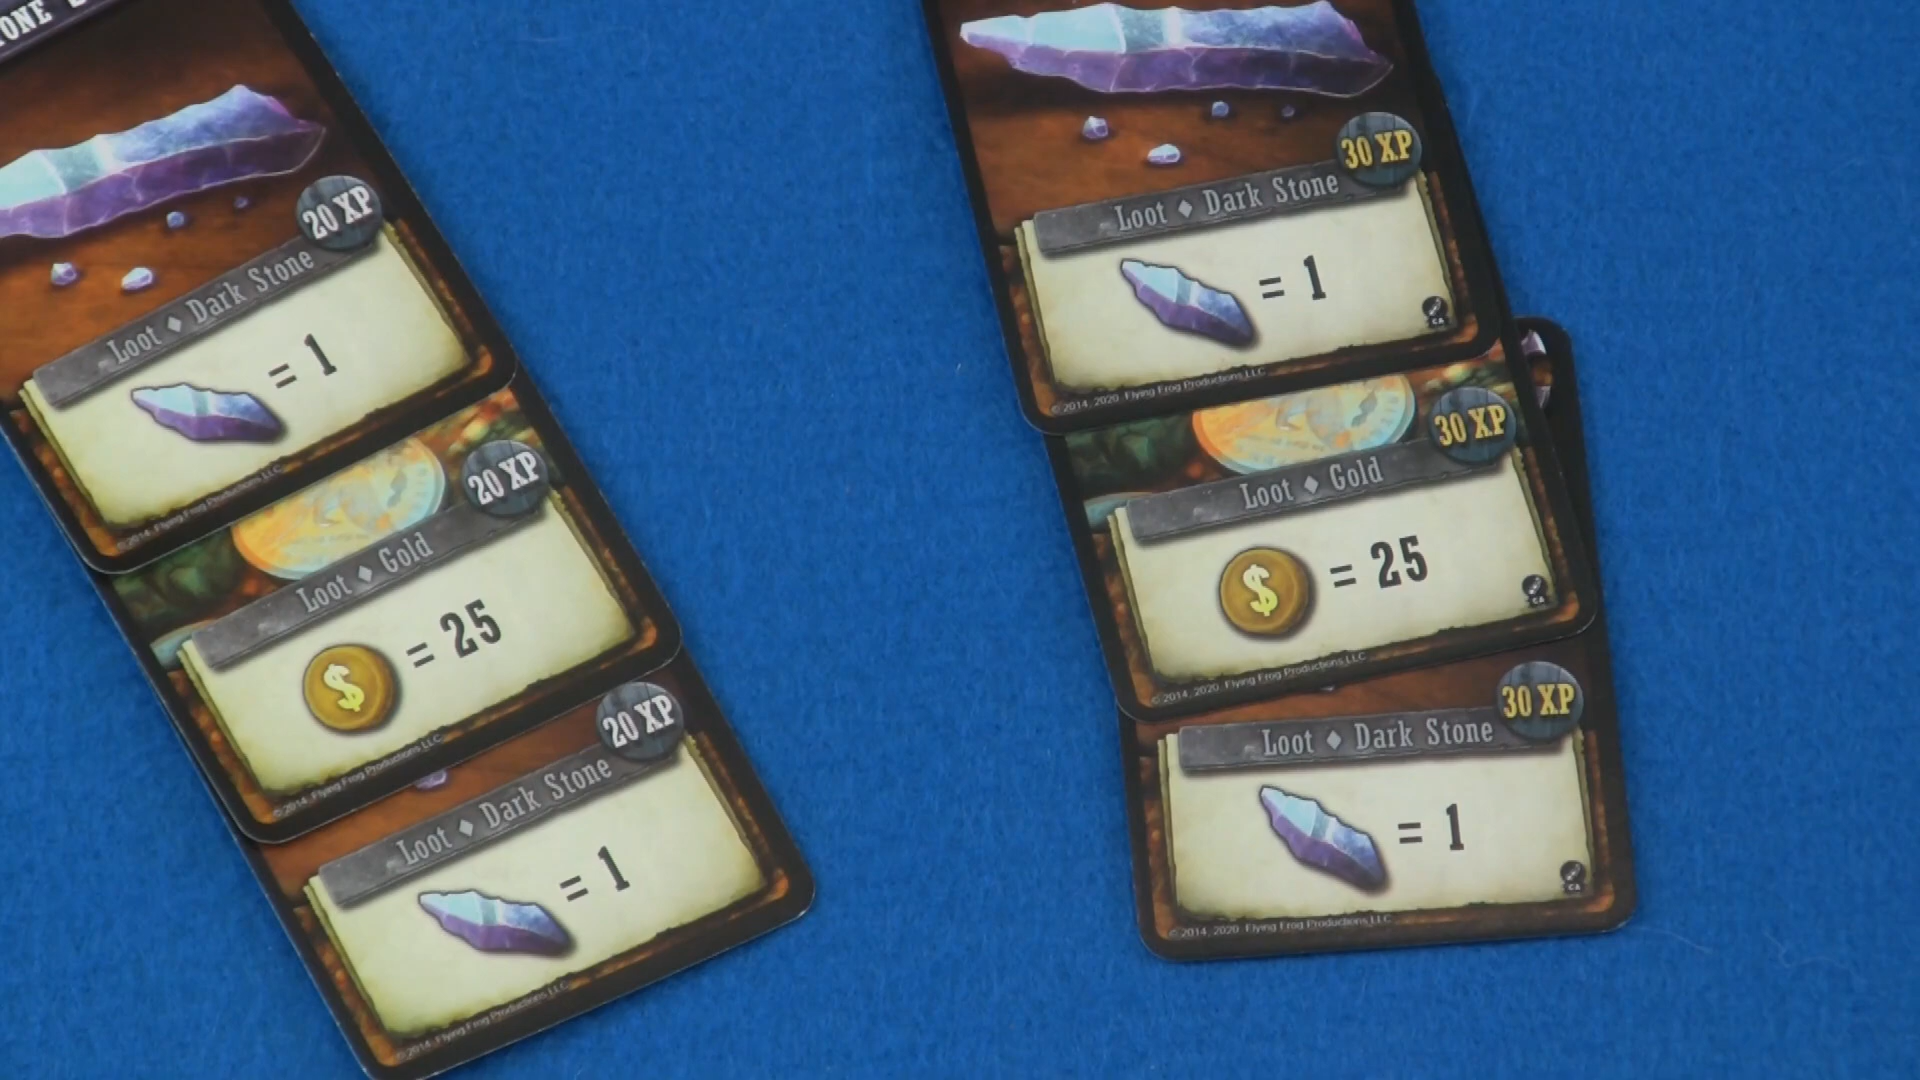 20 XP
Loot ♦ Dark Stone
= 1
©2014 Flying Frog Productions LLC
20 XP
Loot ♦ Gold
$ = 25
©2014 Flying Frog Productions LLC
20 XP
Loot ♦ Dark Stone
= 1
©2014 Flying Frog Productions LLC
30 XP
Loot ♦ Dark Stone
= 1
CA
©2014, 2020 Flying Frog Productions LLC
30 XP
Loot ♦ Gold
$ = 25
CA
©2014, 2020 Flying Frog Productions LLC
30 XP
Loot ♦ Dark Stone
= 1
CA
©2014, 2020 Flying Frog Productions LLC